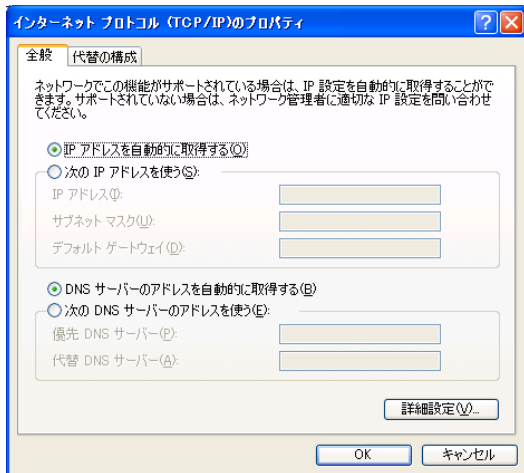 インターネット プロトコル (TCP/IP)のプロパティ
全般
代替の構成
ネットワークでこの機能がサポートされている場合は、IP 設定を自動的に取得することがで
きます。サポートされていない場合は、ネットワーク管理者に適切な IP 設定を問い合わせ
てください。
IP アドレスを自動的に取得する(O)
次の IP アドレスを使う(S):
IP アドレス(I):
サブネット マスク(U):
デフォルト ゲートウェイ(D):
DNS サーバーのアドレスを自動的に取得する(B)
次の DNS サーバーのアドレスを使う(E):
優先 DNS サーバー(P):
代替 DNS サーバー(A):
詳細設定(V)...
OK
キャンセル